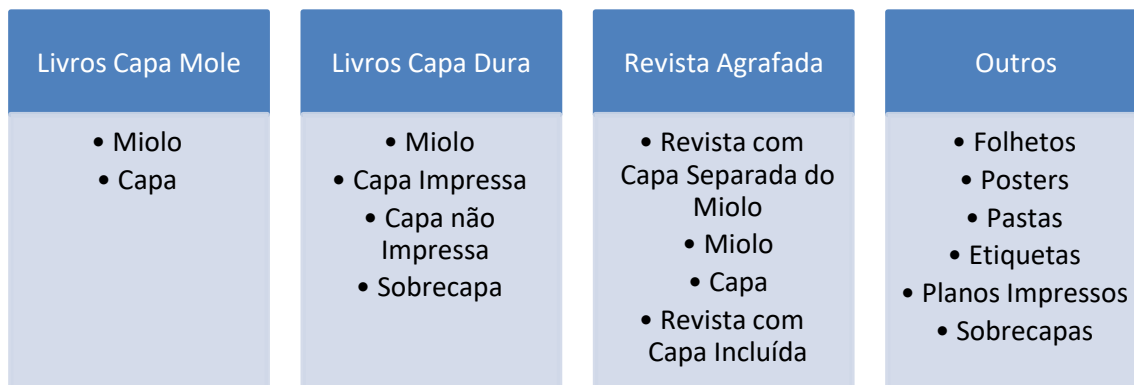 Livros Capa Mole
• Miolo
• Capa
Livros Capa Dura
• Miolo
• Capa Impressa
• Capa não
Impressa
• Sobrecapa
Revista Agrafada
• Revista com
Capa Separada do
Miolo
• Miolo
• Capa
• Revista com
Capa Incluída
Outros
• Folhetos
• Posters
• Pastas
• Etiquetas
• Planos Impressos
• Sobrecapas